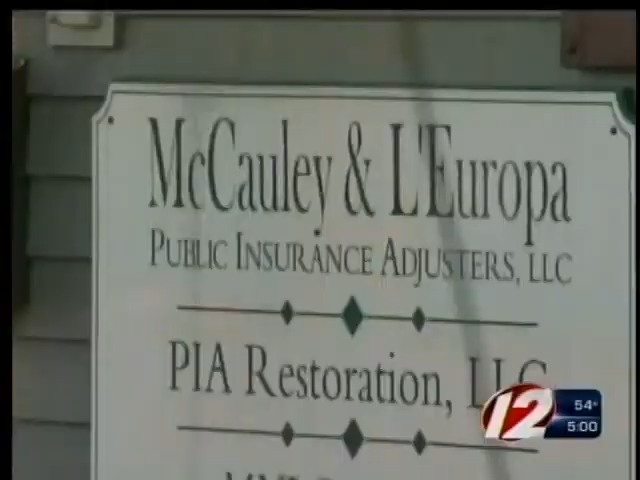 McCauley & L'Europa
PUBLIC INSURANCE ADJUSTERS, LLC
PIA Restoration, LLC
12
54°
5:00